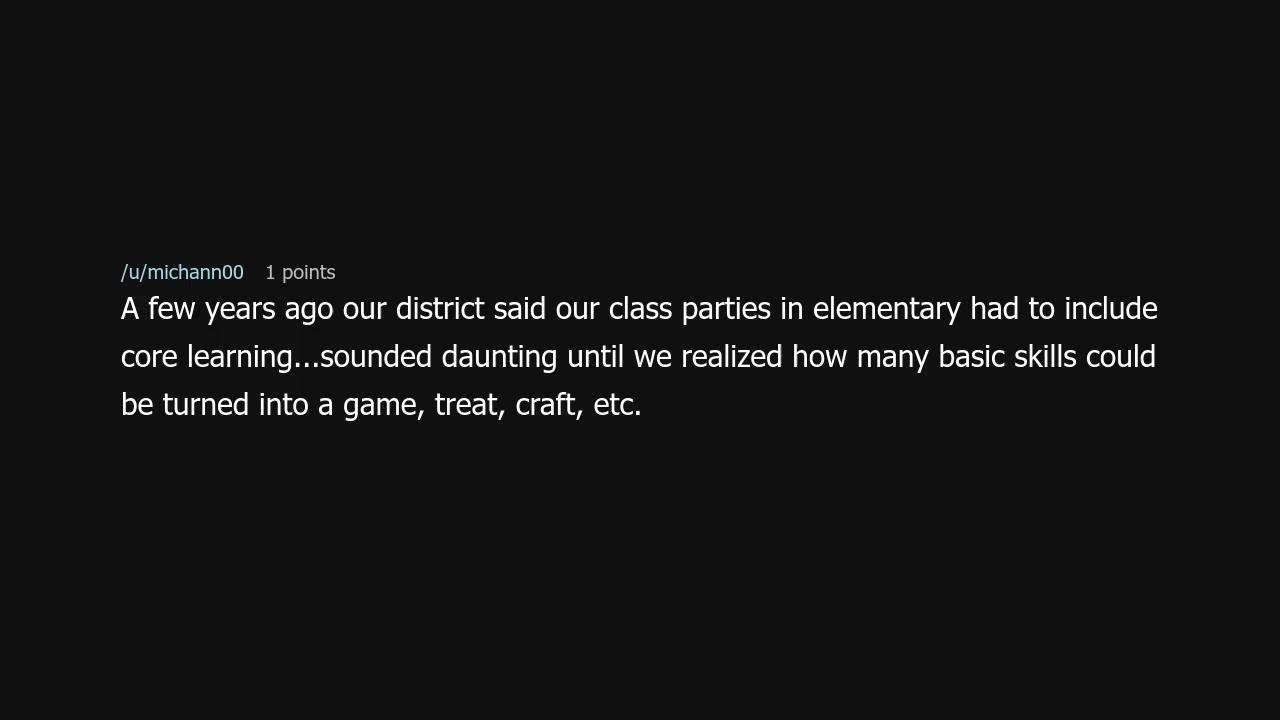 /u/michann00 1 points
A few years ago our district said our class parties in elementary had to include
core learning...sounded daunting until we realized how many basic skills could
be turned into a game, treat, craft, etc.